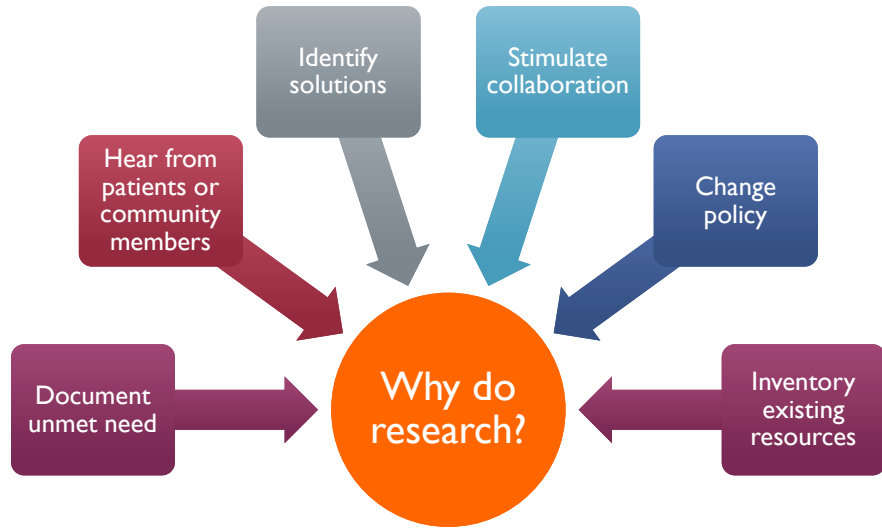 Identify
solutions
Stimulate
collaboration
Hear from
patients or
community
members
Change
policy
Document
unmet need
Why do
research?
Inventory
existing
resources